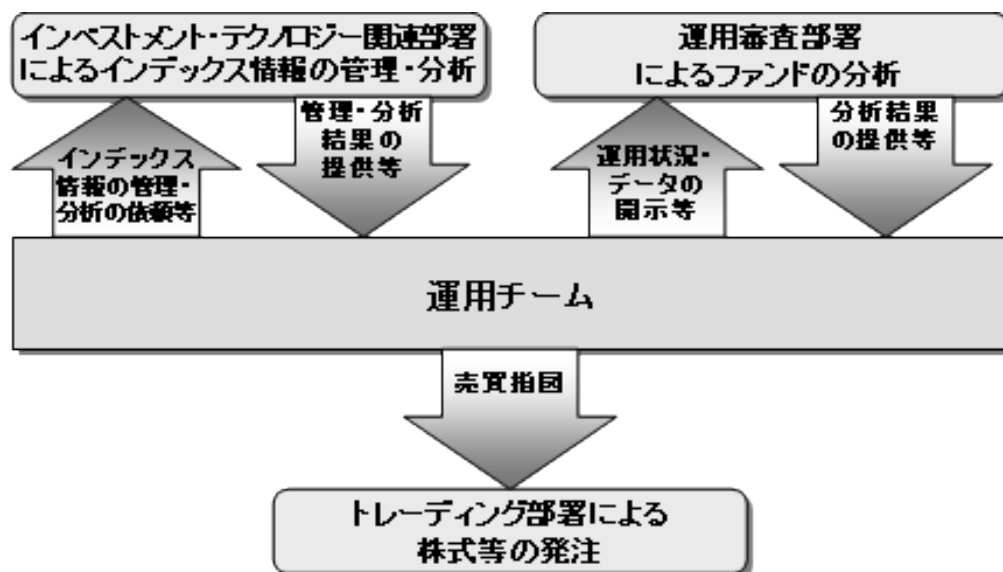 インベストメント・テクノロジー関連部署
によるインデックス情報の管理・分析
運用審査部署
によるファンドの分析
インデックス
情報の管理・
分析の依頼等
管理・分析
結果の
提供等
運用状況・
データの
開示等
分析結果
の提供等
運用チーム
売買指図
トレーディング部署による
株式等の発注